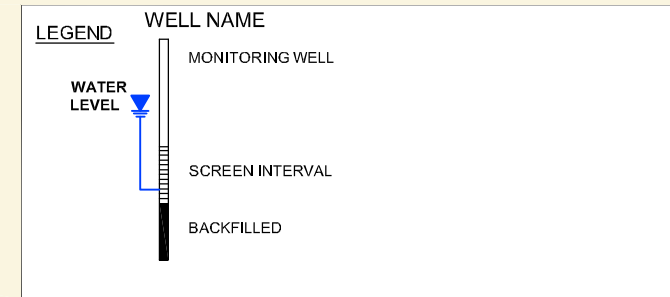 WELL NAME
LEGEND
MONITORING WELL
WATER
LEVEL
SCREEN INTERVAL
BACKFILLED